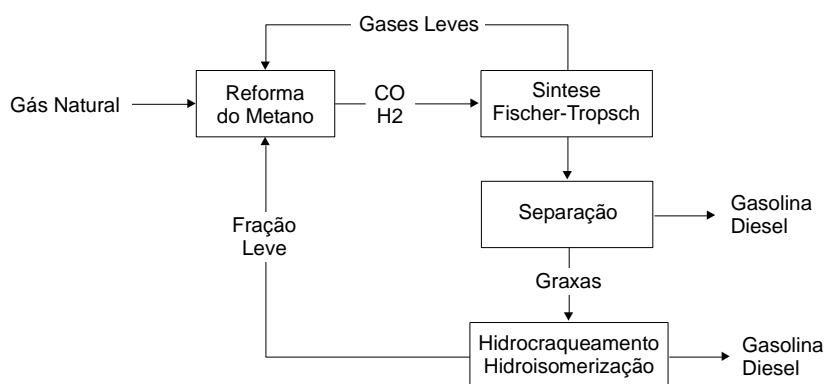 Gases Leves
Gás Natural
Reforma
do Metano
CO
H2
Sintese
Fischer-Tropsch
Separação
Gasolina
Diesel
Fração
Leve
Graxas
Hidrocraqueamento
Hidroisomerização
Gasolina
Diesel